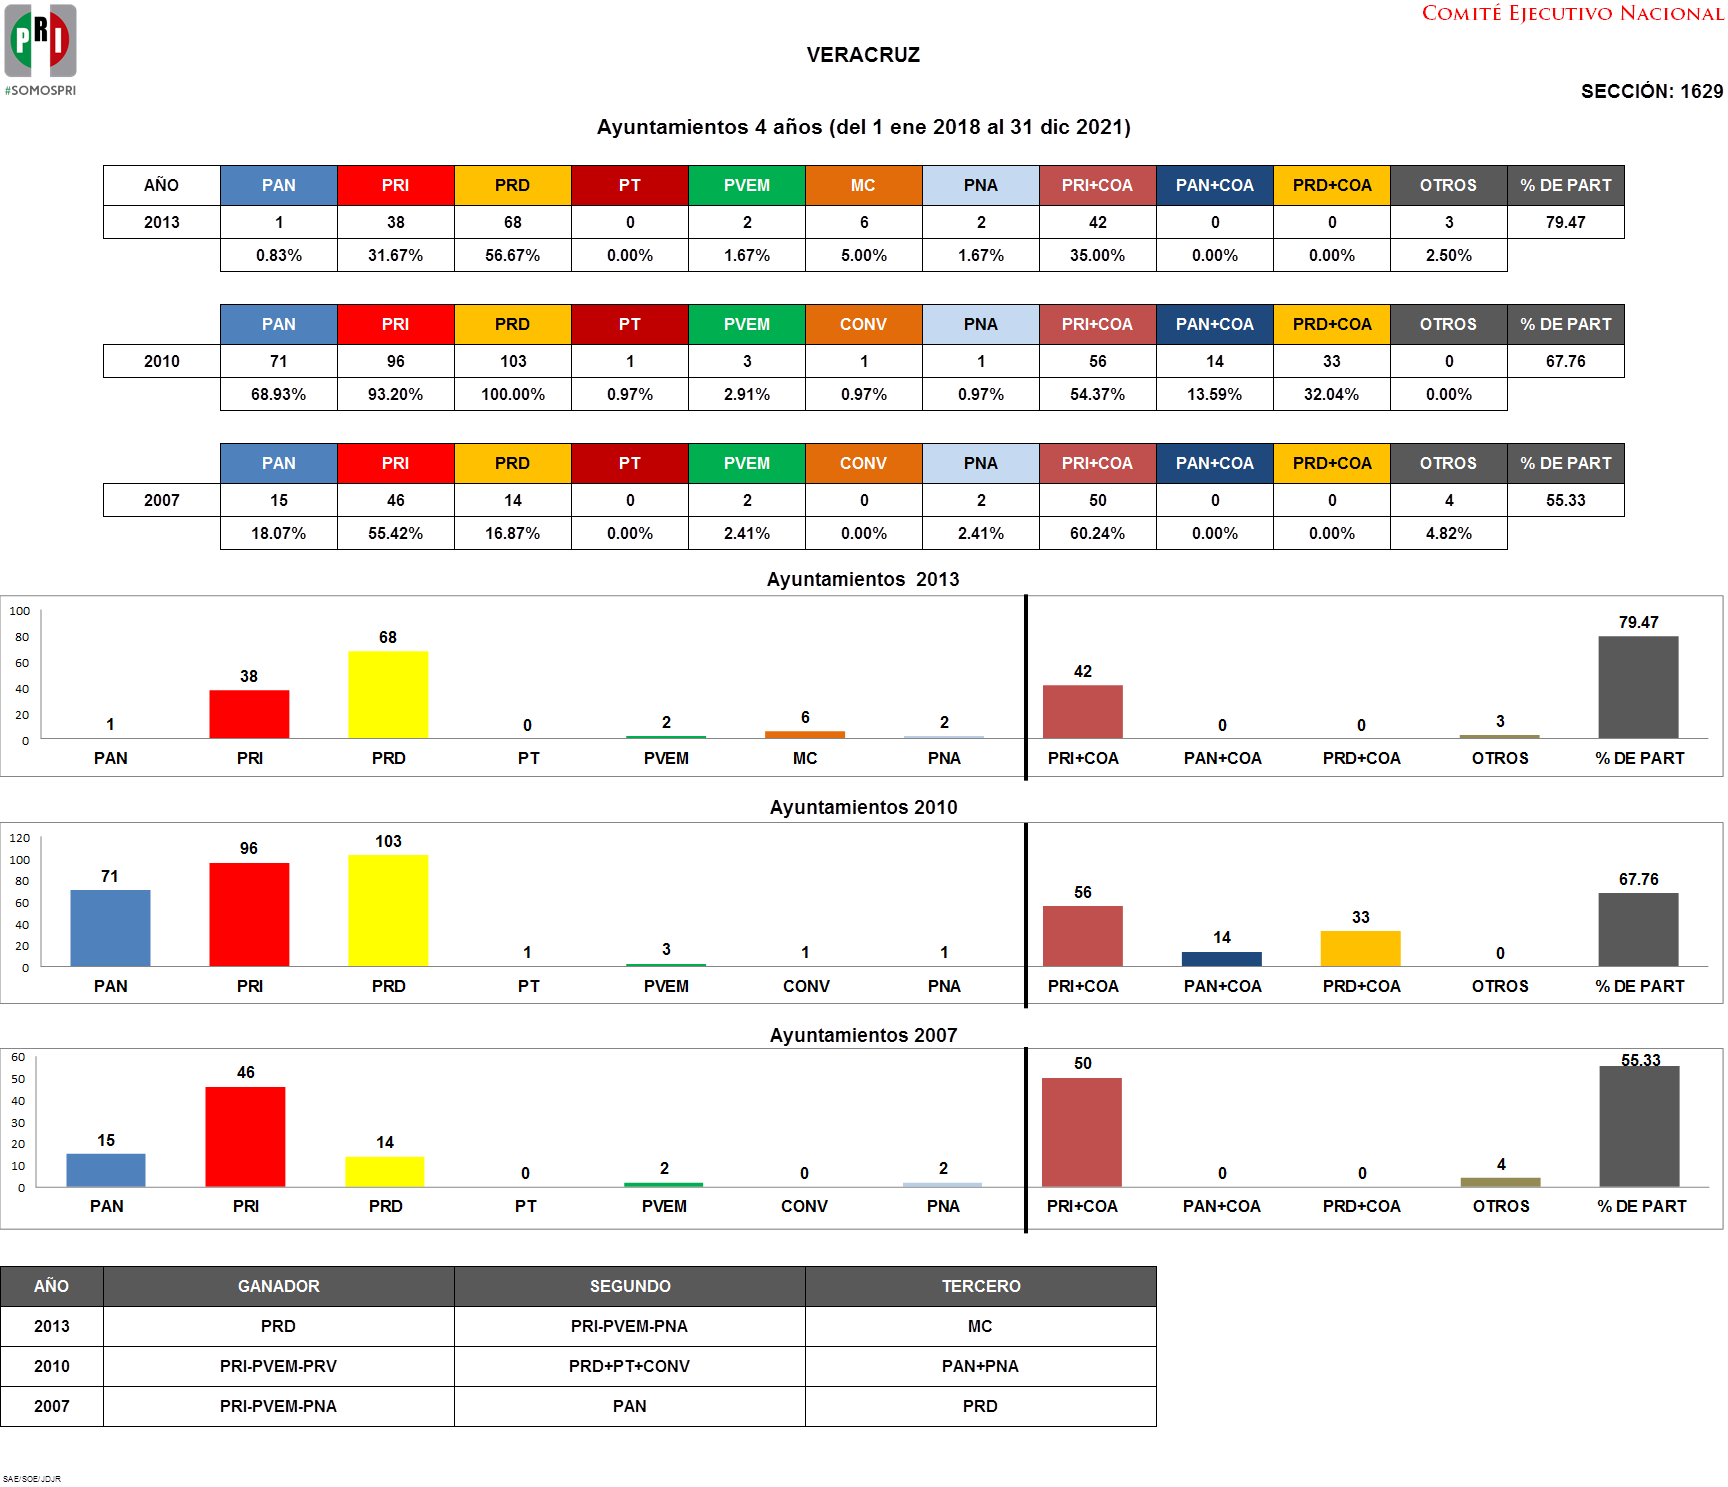 PRI
#SOMOSPRI
COMITÉ EJECUTIVO NACIONAL
VERACRUZ
SECCIÓN: 1629
Ayuntamientos 4 años (del 1 ene 2018 al 31 dic 2021)
AÑO PAN PRI PRD PT PVEM MC PNA PRI+COA PAN+COA PRD+COA OTROS % DE PART
2013 1 38 68 0 2 6 2 42 0 0 3 79.47
0.83% 31.67% 56.67% 0.00% 1.67% 5.00% 1.67% 35.00% 0.00% 0.00% 2.50%
PAN PRI PRD PT PVEM CONV PNA PRI+COA PAN+COA PRD+COA OTROS % DE PART
2010 71 96 103 1 3 1 1 56 14 33 0 67.76
68.93% 93.20% 100.00% 0.97% 2.91% 0.97% 0.97% 54.37% 13.59% 32.04% 0.00%
PAN PRI PRD PT PVEM CONV PNA PRI+COA PAN+COA PRD+COA OTROS % DE PART
2007 15 46 14 0 2 0 2 50 0 0 4 55.33
18.07% 55.42% 16.87% 0.00% 2.41% 0.00% 2.41% 60.24% 0.00% 0.00% 4.82%
Ayuntamientos 2013
100
80
60
40
20
0
1 38 68 0 2 6 2 42 0 0 3 79.47
PAN PRI PRD PT PVEM MC PNA PRI+COA PAN+COA PRD+COA OTROS % DE PART
Ayuntamientos 2010
120
100
80
60
40
20
0
71 96 103 1 3 1 1 56 14 33 0 67.76
PAN PRI PRD PT PVEM CONV PNA PRI+COA PAN+COA PRD+COA OTROS % DE PART
Ayuntamientos 2007
60
50
40
30
20
10
0
15 46 14 0 2 0 2 50 0 0 4 55.33
PAN PRI PRD PT PVEM CONV PNA PRI+COA PAN+COA PRD+COA OTROS % DE PART
AÑO GANADOR SEGUNDO TERCERO
2013 PRD PRI-PVEM-PNA MC
2010 PRI-PVEM-PRV PRD+PT+CONV PAN+PNA
2007 PRI-PVEM-PNA PAN PRD
SAE/SOE/JDJR